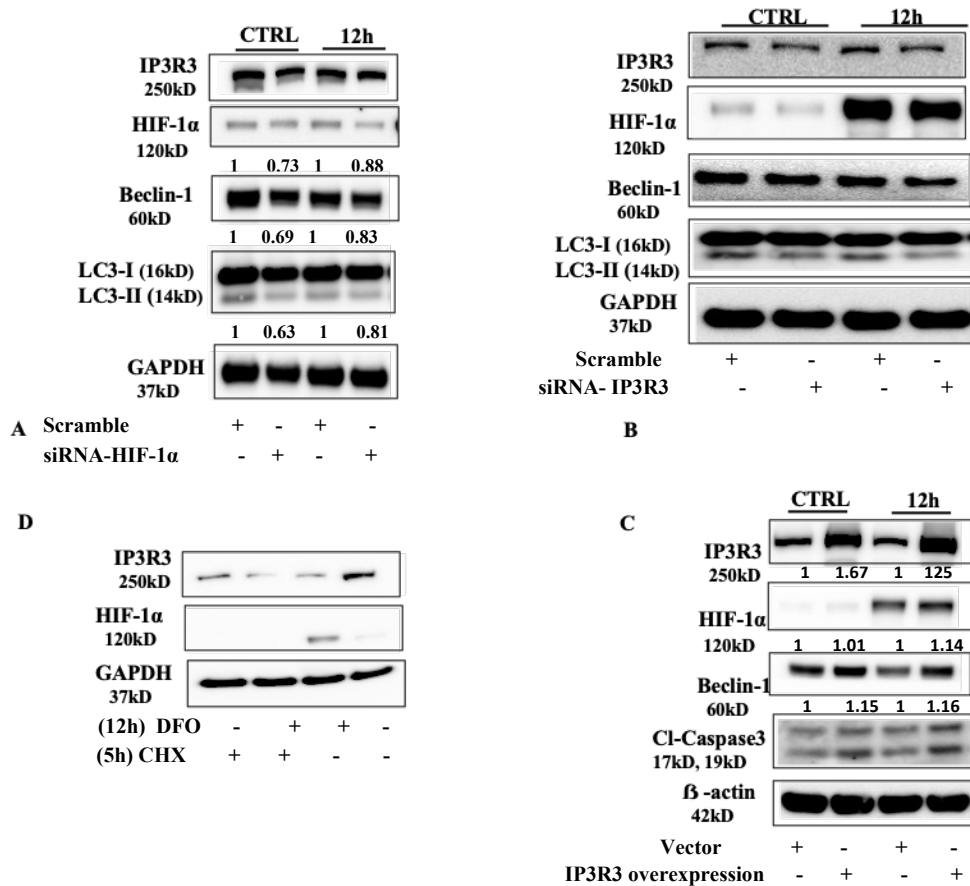 CTRL 12h
IP3R3
250kD
HIF-1α
120kD
1 0.73 1 0.88
Beclin-1
60kD
1 0.69 1 0.83
LC3-I (16kD)
LC3-II (14kD)
1 0.63 1 0.81
GAPDH
37kD
A Scramble + - + -
siRNA-HIF-1α - + - +
CTRL 12h
IP3R3
250kD
HIF-1α
120kD
Beclin-1
60kD
LC3-I (16kD)
LC3-II (14kD)
GAPDH
37kD
Scramble + - + -
siRNA- IP3R3 - + - +
B
D
IP3R3
250kD
HIF-1α
120kD
GAPDH
37kD
(12h) DFO - + + -
(5h) CHX + + - -
C
CTRL 12h
IP3R3
250kD 1 1.67 1 125
HIF-1α
120kD 1 1.01 1 1.14
Beclin-1
60kD 1 1.15 1 1.16
Cl-Caspase3
17kD, 19kD
ß -actin
42kD
Vector + - + -
IP3R3 overexpression - + - +